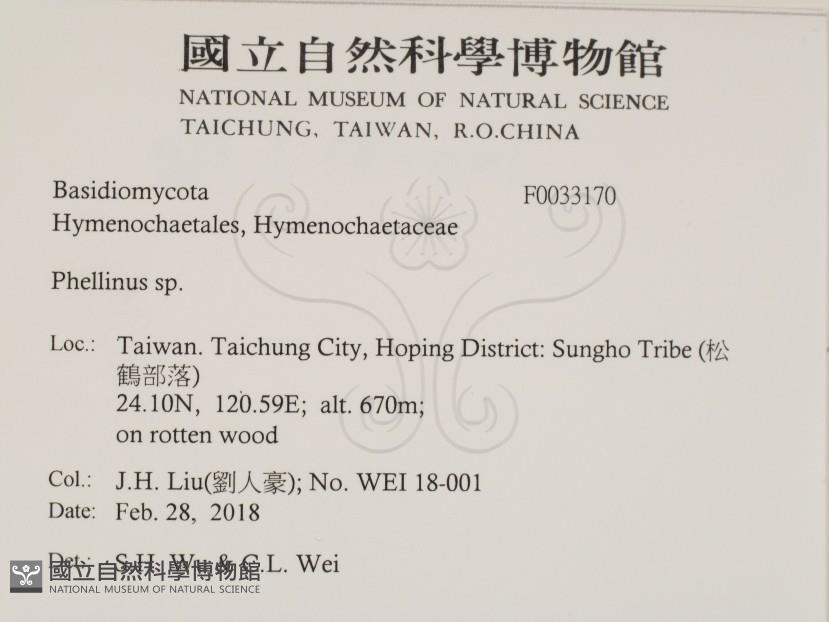 國立自然科學博物館
NATIONAL MUSEUM OF NATURAL SCIENCE
TAICHUNG, TAIWAN, R.O.CHINA
Basidiomycota F0033170
Hymenochaetales, Hymenochaetaceae
Phellinus sp.
Loc.: Taiwan. Taichung City, Hoping District: Sungho Tribe (松
鶴部落)
24.10N, 120.59E; alt. 670m;
on rotten wood
Col.: J.H. Liu(劉人豪); No. WEI 18-001
Date: Feb. 28, 2018
Det.: S.H. Wu & C.L. Wei
國立自然科學博物館
NATIONAL MUSEUM OF NATURAL SCIENCE